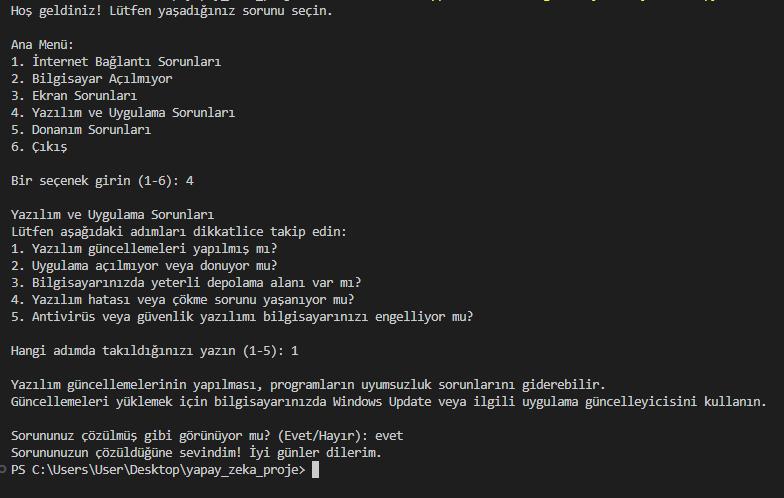 Hoş geldiniz! Lütfen yaşadığınız sorunu seçin.
Ana Menü:
1. İnternet Bağlantı Sorunları
2. Bilgisayar Açılmıyor
3. Ekran Sorunları
4. Yazılım ve Uygulama Sorunları
5. Donanım Sorunları
6. Çıkış
Bir seçenek girin (1-6): 4
Yazılım ve Uygulama Sorunları
Lütfen aşağıdaki adımları dikkatlice takip edin:
1. Yazılım güncellemeleri yapılmış mı?
2. Uygulama açılmıyor veya donuyor mu?
3. Bilgisayarınızda yeterli depolama alanı var mı?
4. Yazılım hatası veya çökme sorunu yaşanıyor mu?
5. Antivirüs veya güvenlik yazılımı bilgisayarınızı engelliyor mu?
Hangi adımda takıldığınızı yazın (1-5): 1
Yazılım güncellemelerinin yapılması, programların uyumsuzluk sorunlarını giderebilir.
Güncellemeleri yüklemek için bilgisayarınızda Windows Update veya ilgili uygulama güncelleyicisini kullanın.
Sorununuz çözülmüş gibi görünüyor mu? (Evet/Hayır): evet
Sorununuzun çözüldüğüne sevindim! İyi günler dilerim.
PS C:\Users\User\Desktop\yapay_zeka_proje>